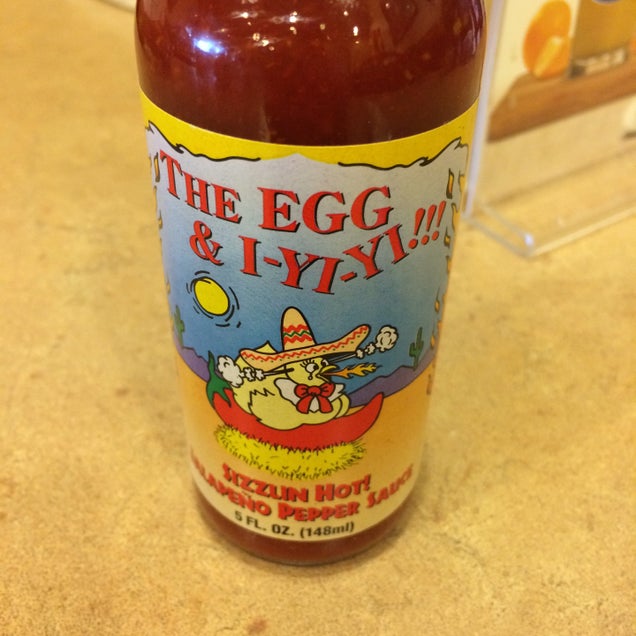 THE EGG
& I-YI-YI!!!
SIZZLIN HOT!
JALAPEÑO PEPPER SAUCE
5 FL. OZ. (148ml)